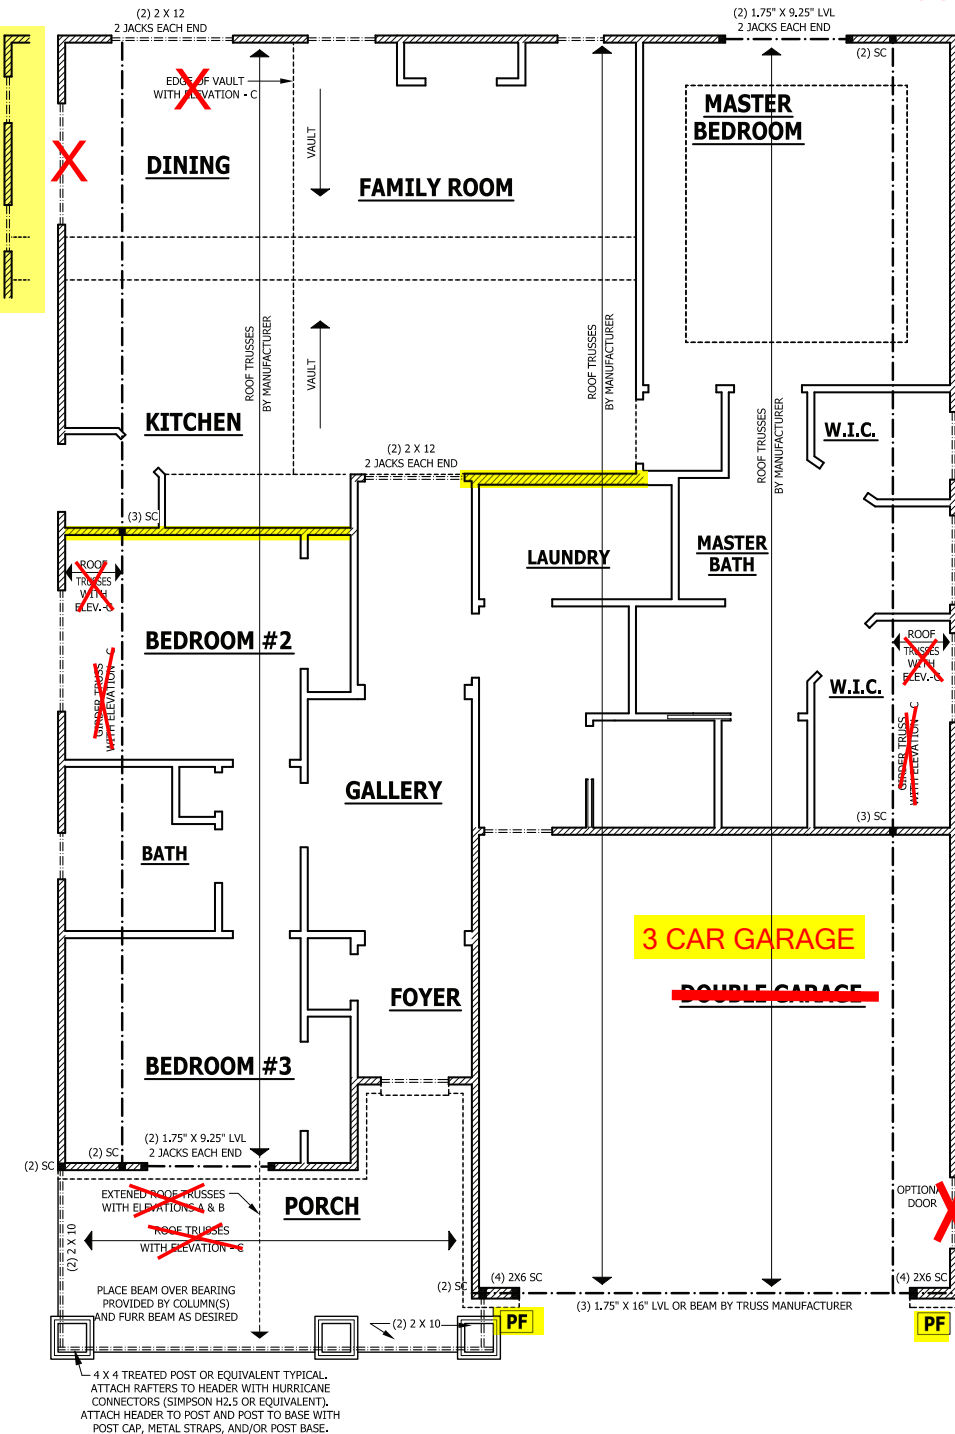 (2) 2 X 12
2 JACKS EACH END
(2) 1.75" X 9.25" LVL
2 JACKS EACH END
(2) SC
EDGE OF VAULT
WITH ELEVATION - C
MASTER
BEDROOM
VAULT
DINING
FAMILY ROOM
ROOF TRUSSES
BY MANUFACTURER
VAULT
ROOF TRUSSES
BY MANUFACTURER
ROOF TRUSSES
BY MANUFACTURER
KITCHEN
W.I.C.
(2) 2 X 12
2 JACKS EACH END
(3) SC
LAUNDRY
MASTER
BATH
ROOF
TRUSSES
WITH
ELEV.-C
BEDROOM #2
ROOF
TRUSSES
WITH
ELEV.-C
GIRDER TRUSS
WITH ELEVATION - C
W.I.C.
GIRDER TRUSS
WITH ELEVATION - C
GALLERY
(3) SC
BATH
3 CAR GARAGE
DOUBLE GARAGE
FOYER
BEDROOM #3
(2) 1.75" X 9.25" LVL
2 JACKS EACH END
(2) SC
(2) SC
EXTENED ROOF TRUSSES
WITH ELEVATIONS A & B
PORCH
OPTIONAL
DOOR
ROOF TRUSSES
WITH ELEVATION - C
(2) 2 X 10
(2) SC
(4) 2X6 SC
(4) 2X6 SC
PLACE BEAM OVER BEARING
PROVIDED BY COLUMN(S)
AND FURR BEAM AS DESIRED
(3) 1.75" X 16" LVL OR BEAM BY TRUSS MANUFACTURER
(2) 2 X 10
PF
PF
4 X 4 TREATED POST OR EQUIVALENT TYPICAL.
ATTACH RAFTERS TO HEADER WITH HURRICANE
CONNECTORS (SIMPSON H2.5 OR EQUIVALENT).
ATTACH HEADER TO POST AND POST TO BASE WITH
POST CAP, METAL STRAPS, AND/OR POST BASE.